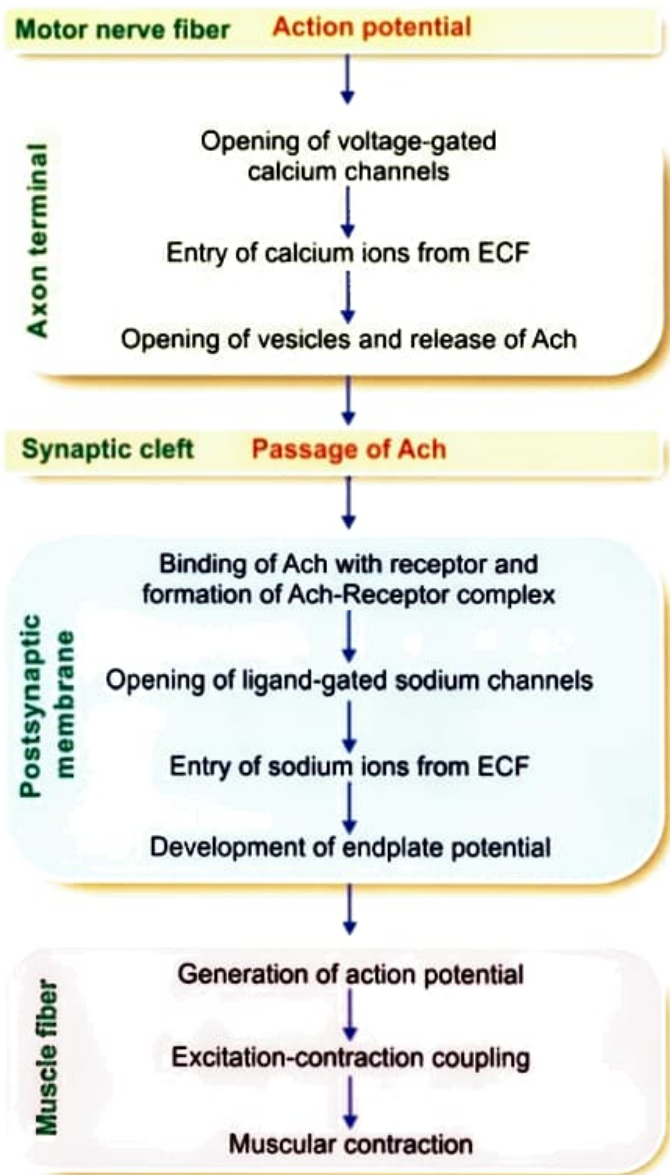 Motor nerve fiber Action potential
Axon terminal
Opening of voltage-gated
calcium channels
Entry of calcium ions from ECF
Opening of vesicles and release of Ach
Synaptic cleft Passage of Ach
Postsynaptic
membrane
Binding of Ach with receptor and
formation of Ach-Receptor complex
Opening of ligand-gated sodium channels
Entry of sodium ions from ECF
Development of endplate potential
Muscle fiber
Generation of action potential
Excitation-contraction coupling
Muscular contraction